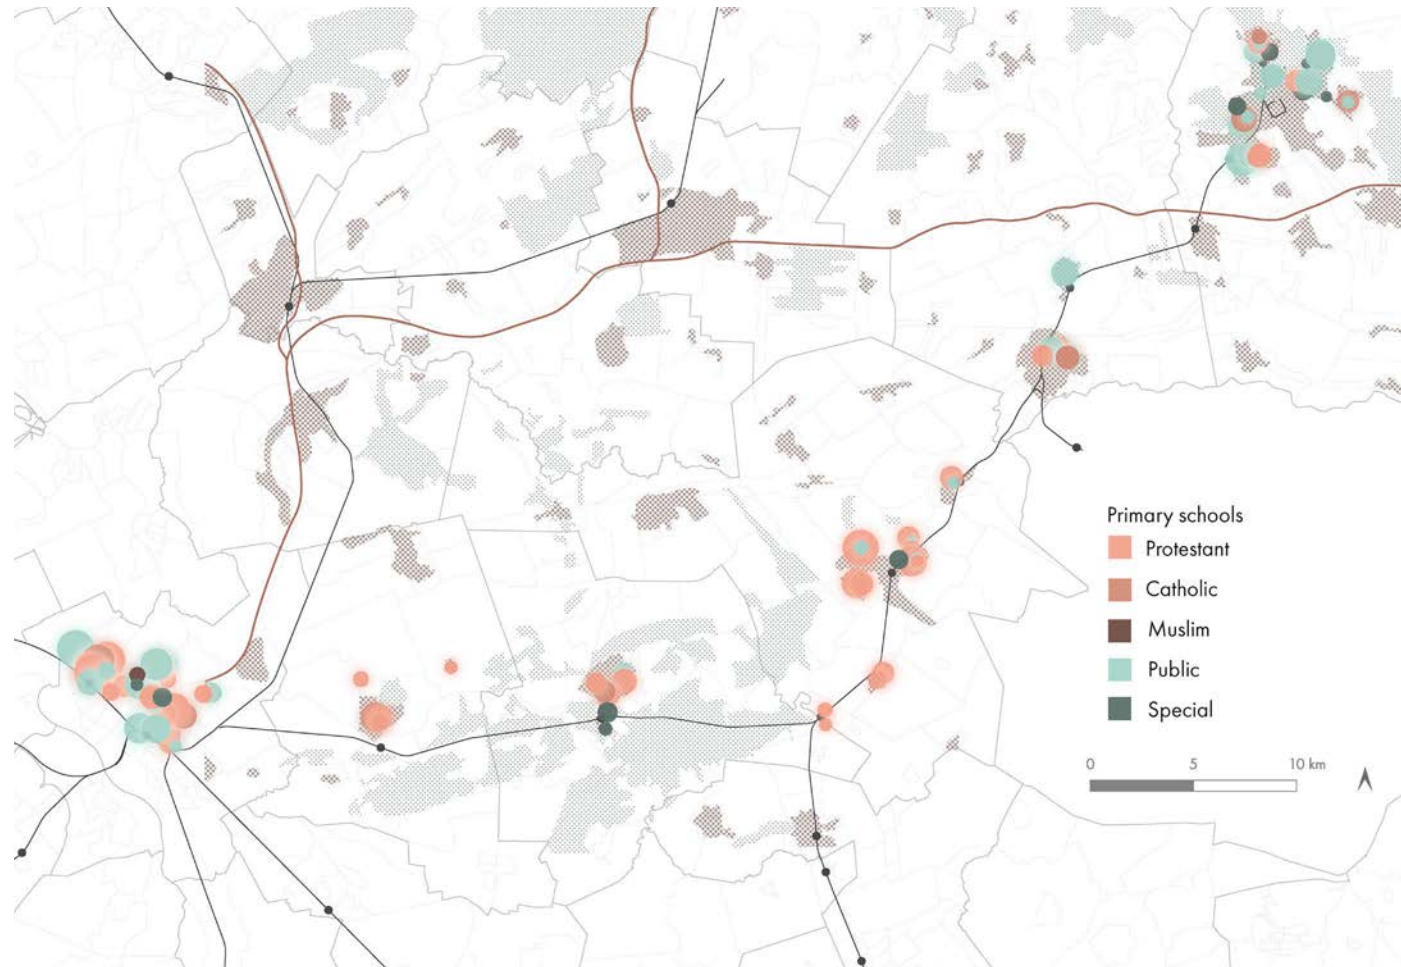 Primary schools
Protestant
Catholic
Muslim
Public
Special
0 5 10 km